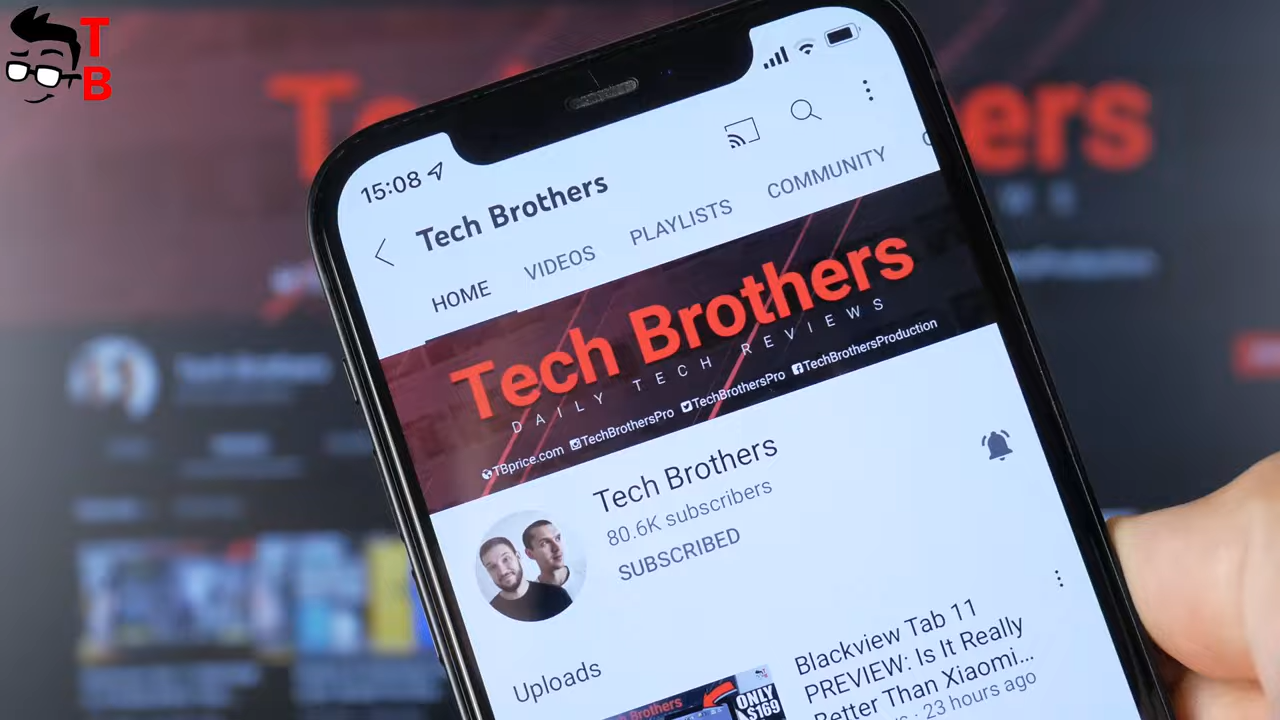 TB
15:08
Tech Brothers
HOME VIDEOS PLAYLISTS COMMUNITY
Tech Brothers
DAILY TECH REVIEWS
TBprice.com TechBrothersPro TechBrothersPro TechBrothersProduction
Tech Brothers
80.6K subscribers
SUBSCRIBED
Uploads
Blackview Tab 11
PREVIEW: Is It Really
Better Than Xiaomi...
23 hours ago
Brothers
ONLY
$169
ers